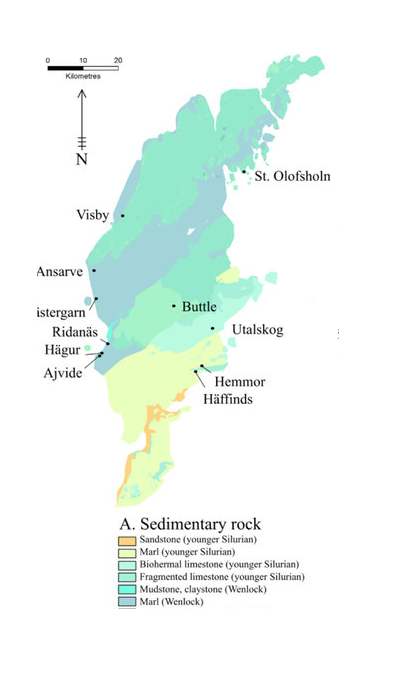 0 10 20
Kilometres
N
St. Olofsholm
Visby
Ansarve
istergarn
Buttle
Ridanäs
Utalskog
Hägur
Ajvide
Hemmor
Häffinds
A. Sedimentary rock
Sandstone (younger Silurian)
Marl (younger Silurian)
Biohermal limestone (younger Silurian)
Fragmented limestone (younger Silurian)
Mudstone, claystone (Wenlock)
Marl (Wenlock)